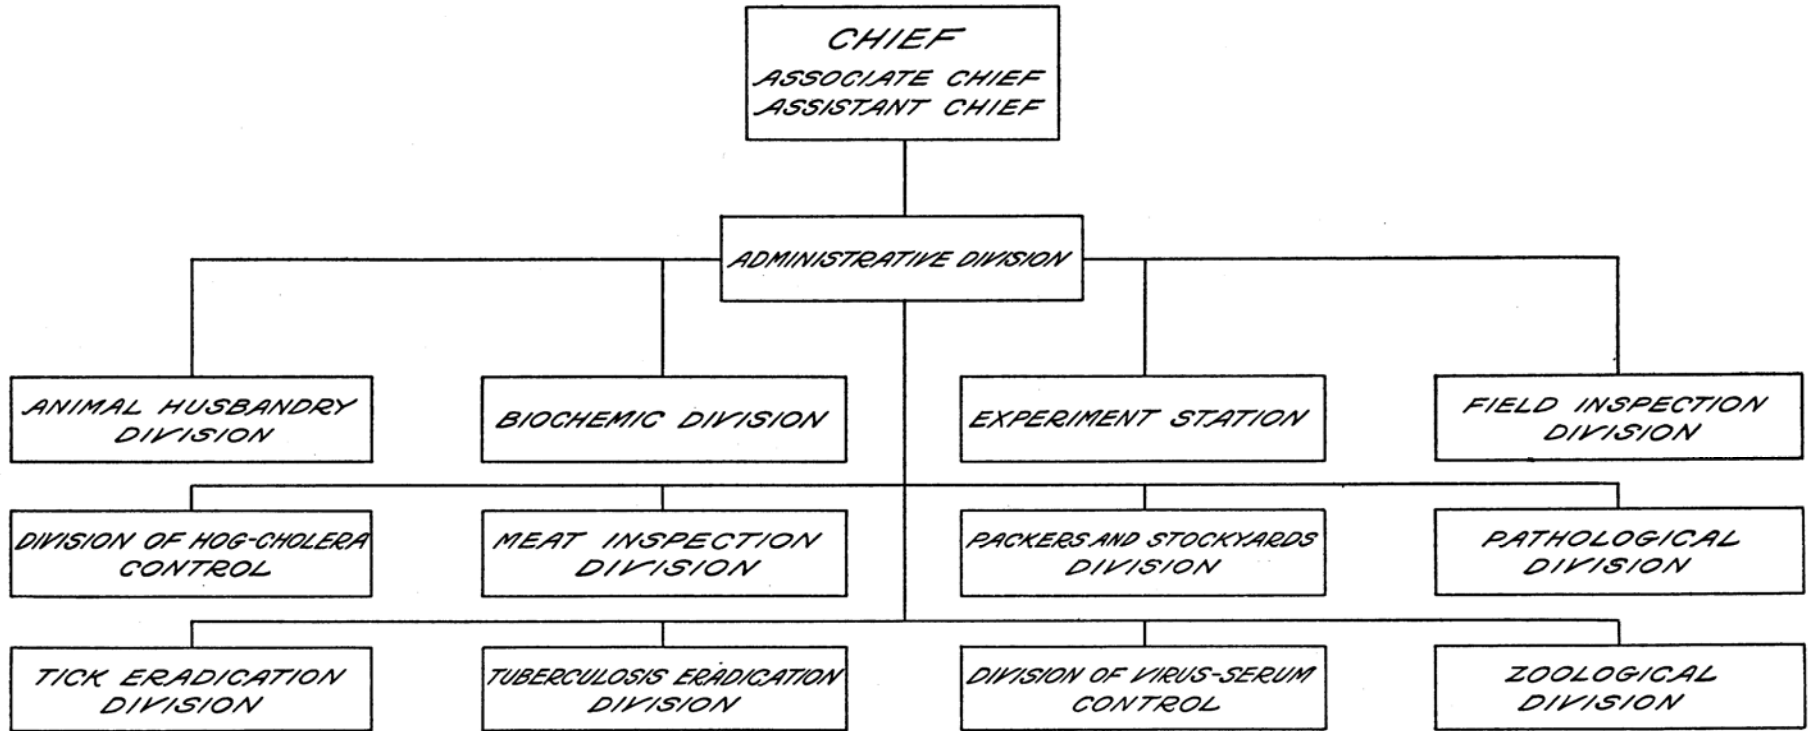 CHIEF
ASSOCIATE CHIEF
ASSISTANT CHIEF
ADMINISTRATIVE DIVISION
ANIMAL HUSBANDRY
DIVISION
BIOCHEMIC DIVISION
EXPERIMENT STATION
FIELD INSPECTION
DIVISION
DIVISION OF HOG-CHOLERA
CONTROL
MEAT INSPECTION
DIVISION
PACKERS AND STOCKYARDS
DIVISION
PATHOLOGICAL
DIVISION
TICK ERADICATION
DIVISION
TUBERCULOSIS ERADICATION
DIVISION
DIVISION OF VIRUS-SERUM
CONTROL
ZOOLOGICAL
DIVISION